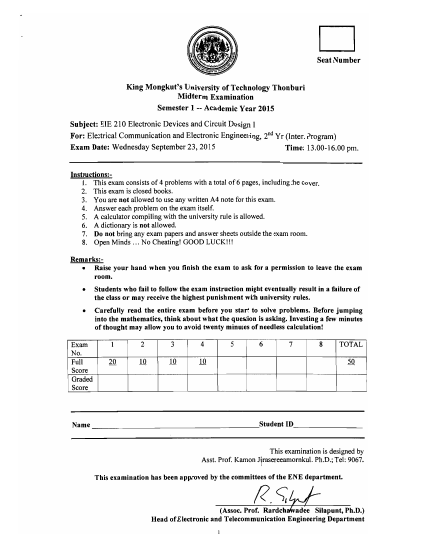 Seat Number
King Mongkut's University of Technology Thonburi
Midterm Examination
Semester 1 -- Academic Year 2015
Subject: EIE 210 Electronic Devices and Circuit Design I
For: Electrical Communication and Electronic Engineering, 2nd Yr (Inter. Program)
Exam Date: Wednesday September 23, 2015 Time: 13.00-16.00 pm.
Instructions:-
1. This exam consists of 4 problems with a total of 6 pages, including the cover.
2. This exam is closed books.
3. You are not allowed to use any written A4 note for this exam.
4. Answer each problem on the exam itself.
5. A calculator compiling with the university rule is allowed.
6. A dictionary is not allowed.
7. Do not bring any exam papers and answer sheets outside the exam room.
8. Open Minds ... No Cheating! GOOD LUCK!!!
Remarks:-
• Raise your hand when you finish the exam to ask for a permission to leave the exam
room.
• Students who fail to follow the exam instruction might eventually result in a failure of
the class or may receive the highest punishment with university rules.
• Carefully read the entire exam before you start to solve problems. Before jumping
into the mathematics, think about what the question is asking. Investing a few minutes
of thought may allow you to avoid twenty minutes of needless calculation!
Exam No. 1 2 3 4 5 6 7 8 TOTAL
Full Score 20 10 10 10 50
Graded Score
Name Student ID
This examination is designed by
Asst. Prof. Kamon Jirasereeamornkul. Ph.D.; Tel: 9067.
This examination has been approved by the committees of the ENE department.
R. Silapunt
(Assoc. Prof. Rardchawadee Silapunt, Ph.D.)
Head of Electronic and Telecommunication Engineering Department
1